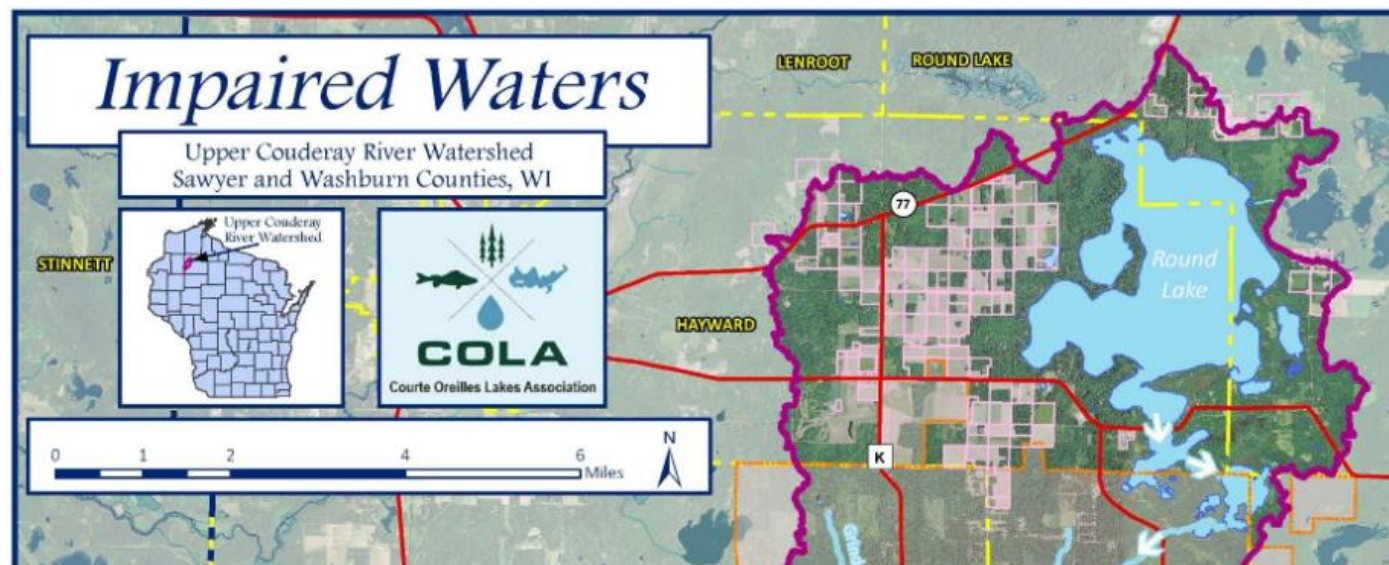 Impaired Waters
Upper Couderay River Watershed
Sawyer and Washburn Counties, WI
Upper Couderay
River Watershed
COLA
Courte Oreilles Lakes Association
0 1 2 4 6
Miles
N
STINNETT
LENROOT
ROUND LAKE
HAYWARD
77
Round
Lake
K
Grind